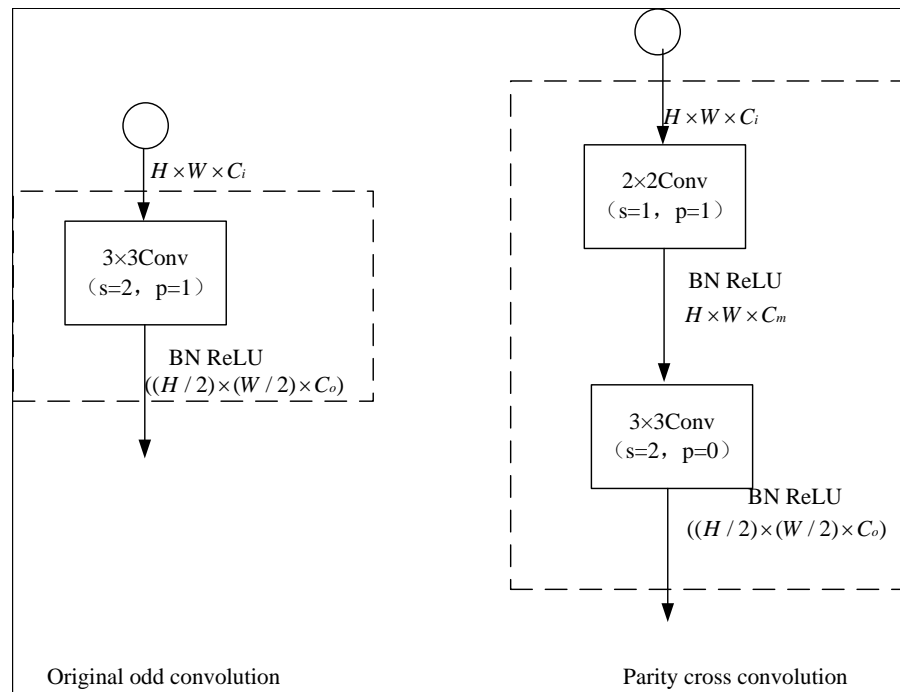 H×W×Ci
3×3Conv
（s=2，p=1）
BN ReLU
((H / 2)×(W / 2)×Co)
Original odd convolution
H×W×Ci
2×2Conv
（s=1，p=1）
BN ReLU
H×W×Cm
3×3Conv
（s=2，p=0）
BN ReLU
((H / 2)×(W / 2)×Co)
Parity cross convolution